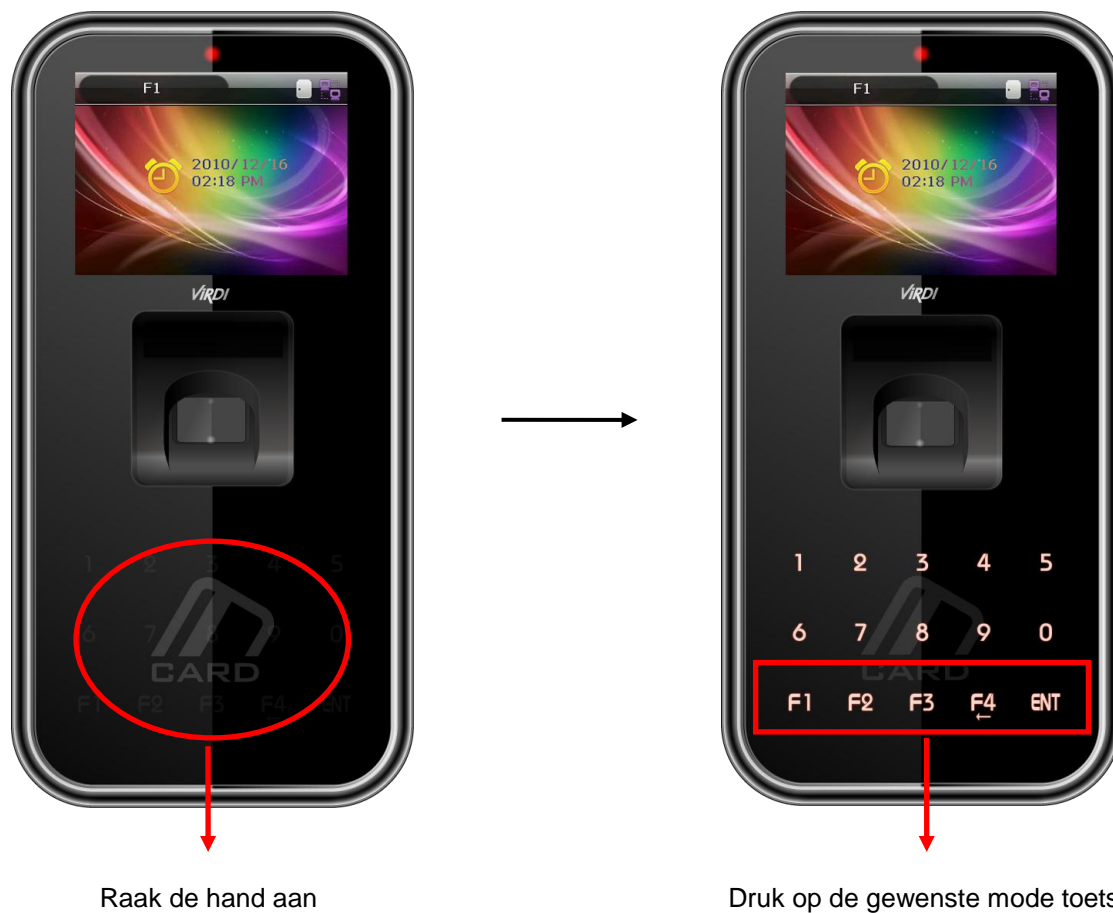 F1
2010/12/16
02:18 PM
ViRDI
1 2 3 4 5
6 7 8 9 0
CARD
F1 F2 F3 F4 ENT
←
Raak de hand aan
F1
2010/12/16
02:18 PM
ViRDI
1 2 3 4 5
6 7 8 9 0
CARD
F1 F2 F3 F4 ENT
←
Druk op de gewenste mode toets